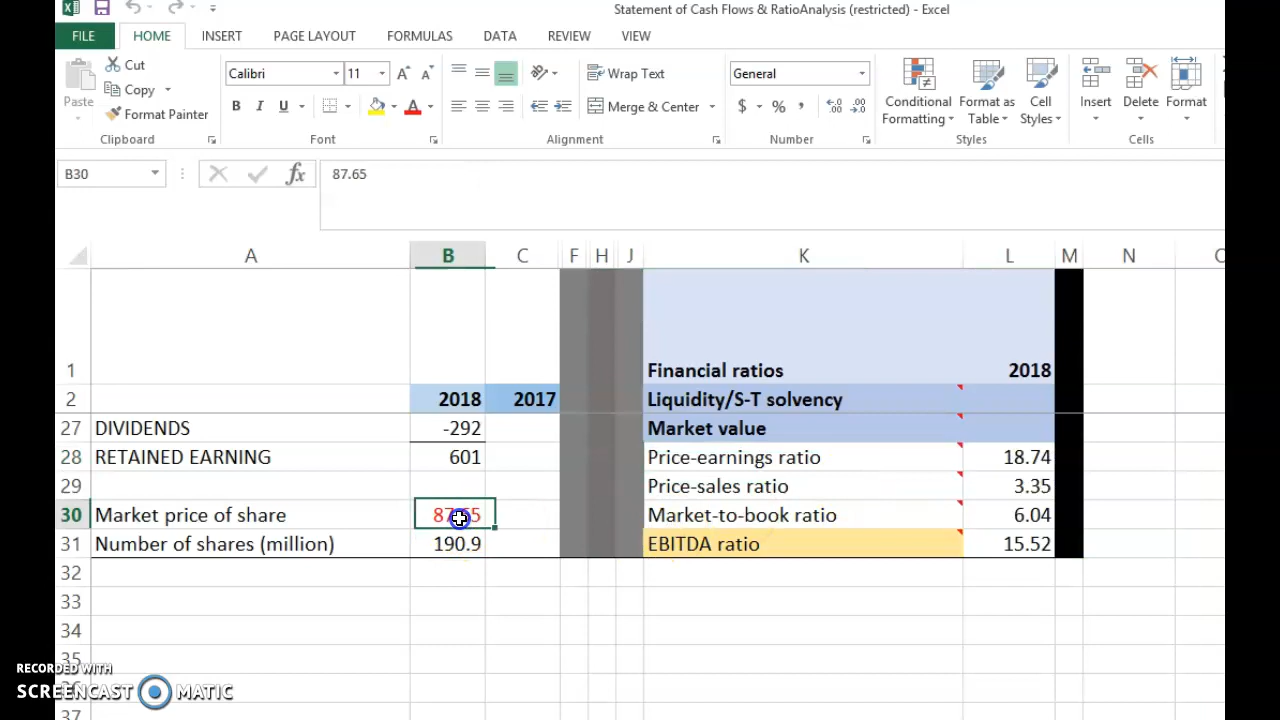 Statement of Cash Flows & RatioAnalysis (restricted) - Excel
FILE HOME INSERT PAGE LAYOUT FORMULAS DATA REVIEW VIEW
Cut
Copy
Format Painter
Paste
Clipboard
Calibri 11
B I U
Font
Wrap Text
Merge & Center
Alignment
General
$ % ,
Number
Conditional Formatting
Format as Table
Cell Styles
Styles
Insert Delete Format
Cells
B30 fx 87.65
A B C F H J K L M N
1 Financial ratios 2018
2 2018 2017 Liquidity/S-T solvency
27 DIVIDENDS -292 Market value
28 RETAINED EARNING 601 Price-earnings ratio 18.74
29 Price-sales ratio 3.35
30 Market price of share 87.65 Market-to-book ratio 6.04
31 Number of shares (million) 190.9 EBITDA ratio 15.52
32
33
34
35
37
RECORDED WITH
SCREENCAST MATIC